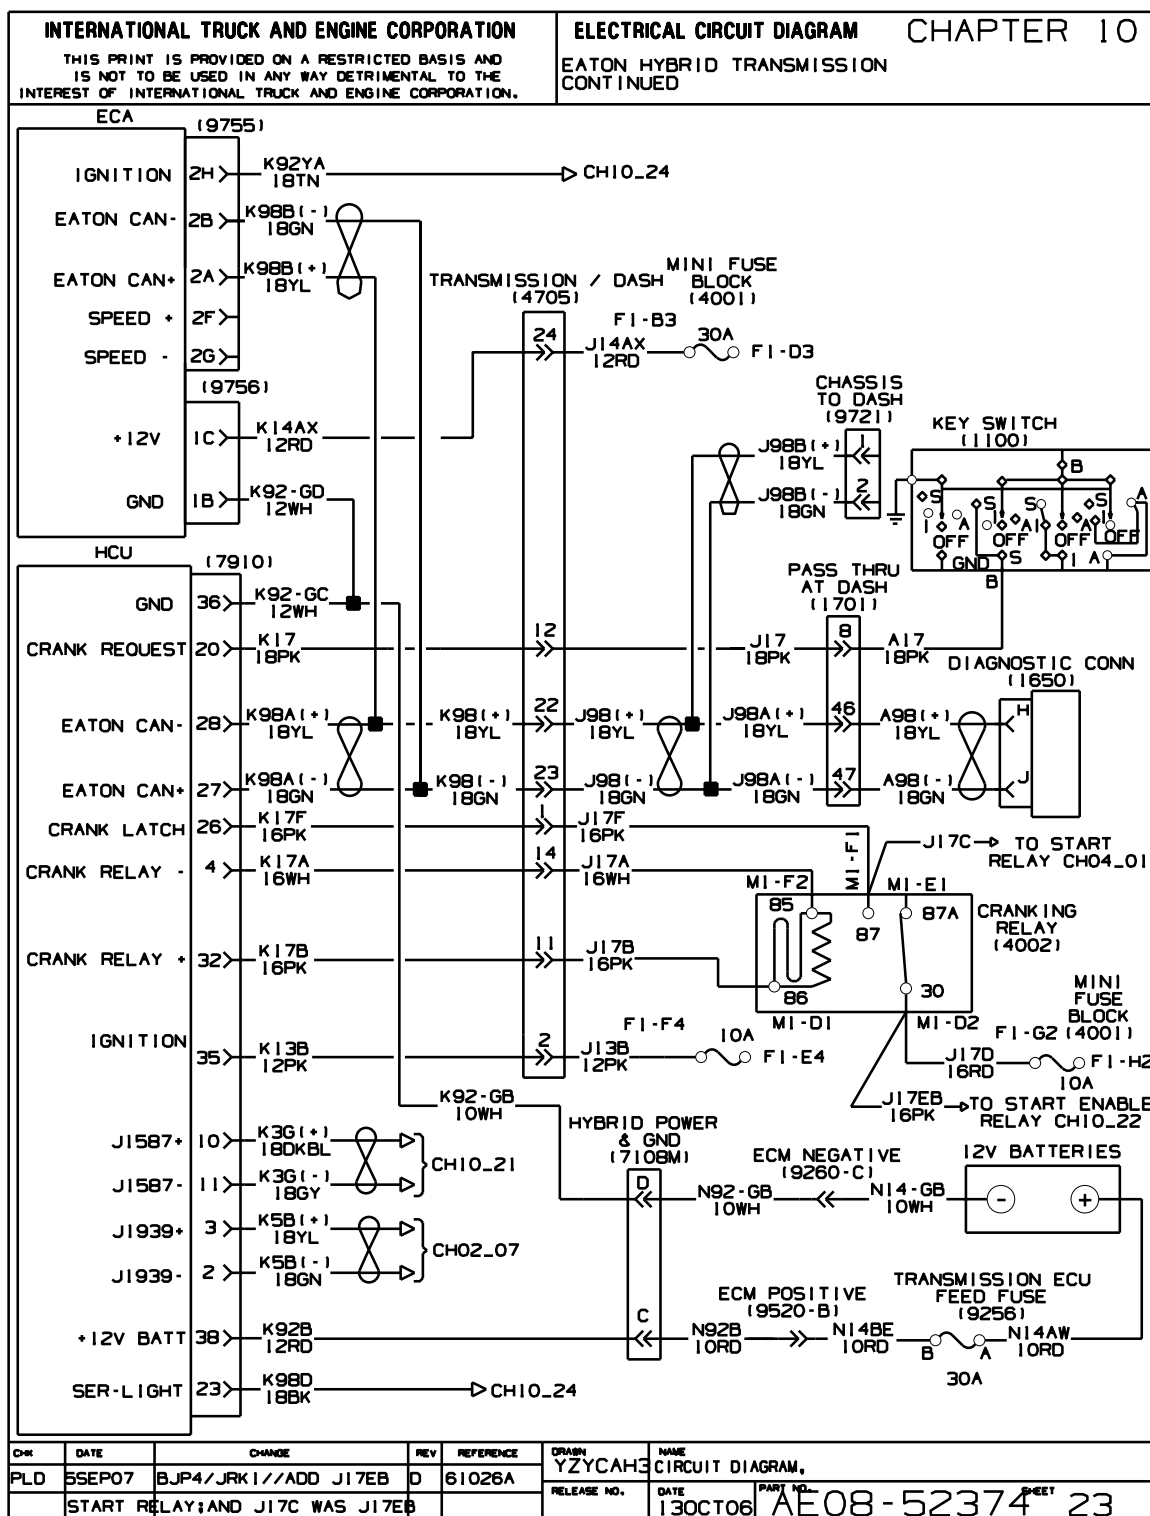 INTERNATIONAL TRUCK AND ENGINE CORPORATION
THIS PRINT IS PROVIDED ON A RESTRICTED BASIS AND
IS NOT TO BE USED IN ANY WAY DETRIMENTAL TO THE
INTEREST OF INTERNATIONAL TRUCK AND ENGINE CORPORATION.
ELECTRICAL CIRCUIT DIAGRAM CHAPTER 10
EATON HYBRID TRANSMISSION
CONTINUED
ECA
(9755)
IGNITION 2H K92YA
18TN
CH10_24
EATON CAN- 2B K98B(-)
18GN
EATON CAN+ 2A K98B(+)
18YL
SPEED + 2F
SPEED - 2G
(9756)
+12V 1C K14AX
12RD
GND 1B K92-GD
12WH
TRANSMISSION / DASH
(4705)
MINI FUSE
BLOCK
(4001)
F1-B3
24 J14AX
12RD
30A
F1-D3
CHASSIS
TO DASH
(9721)
J98B(+) 1
18YL
J98B(-) 2
18GN
KEY SWITCH
(1100)
B
S S S S A
I A I A I A I
OFF OFF OFF OFF
GND S I A
B
HCU
(7910)
GND 36 K92-GC
12WH
PASS THRU
AT DASH
(1701)
CRANK REQUEST 20 K17
18PK
12 J17
18PK
8 A17
18PK
DIAGNOSTIC CONN
(1650)
EATON CAN- 28 K98A(+)
18YL
K98(+)
18YL
22 J98(+)
18YL
J98A(+)
18YL
46 A98(+)
18YL
H
EATON CAN+ 27 K98A(-)
18GN
K98(-)
18GN
23 J98(-)
18GN
J98A(-)
18GN
47 A98(-)
18GN
J
CRANK LATCH 26 K17F
16PK
1 J17F
16PK
J17C TO START
RELAY CH04_01
CRANK RELAY - 4 K17A
16WH
14 J17A
16WH
M1-F2 M1-F1 M1-E1
85 87 87A
CRANKING
RELAY
(4002)
CRANK RELAY + 32 K17B
16PK
11 J17B
16PK
86 30
M1-D1 M1-D2
MINI
FUSE
BLOCK
F1-G2 (4001)
IGNITION
35 K13B
12PK
2 J13B
12PK
F1-F4
10A
F1-E4
J17D
16RD
F1-H2
10A
J17EB
16PK
TO START ENABLE
RELAY CH10_22
K92-GB
10WH
HYBRID POWER
& GND
(7108M)
J1587+ 10 K3G(+)
18DKBL
J1587- 11 K3G(-)
18GY
CH10_21
J1939+ 3 K5B(+)
18YL
J1939- 2 K5B(-)
18GN
CH02_07
D N92-GB
10WH
ECM NEGATIVE
(9260-C)
N14-GB
10WH
12V BATTERIES
- +
+12V BATT 38 K92B
12RD
C N92B
10RD
ECM POSITIVE
(9520-B)
N14BE
10RD
TRANSMISSION ECU
FEED FUSE
(9256)
B A
30A
N14AW
10RD
SER-LIGHT 23 K98D
18BK
CH10_24
CHK DATE CHANGE REV REFERENCE
PLD 5SEP07 BJP4/JRK1//ADD J17EB D 61026A
START RELAY;AND J17C WAS J17EB
DRAWN
YZYCAH3
NAME
CIRCUIT DIAGRAM,
RELEASE NO.
DATE
13OCT06
PART NO.
AE08-52374
SHEET 23